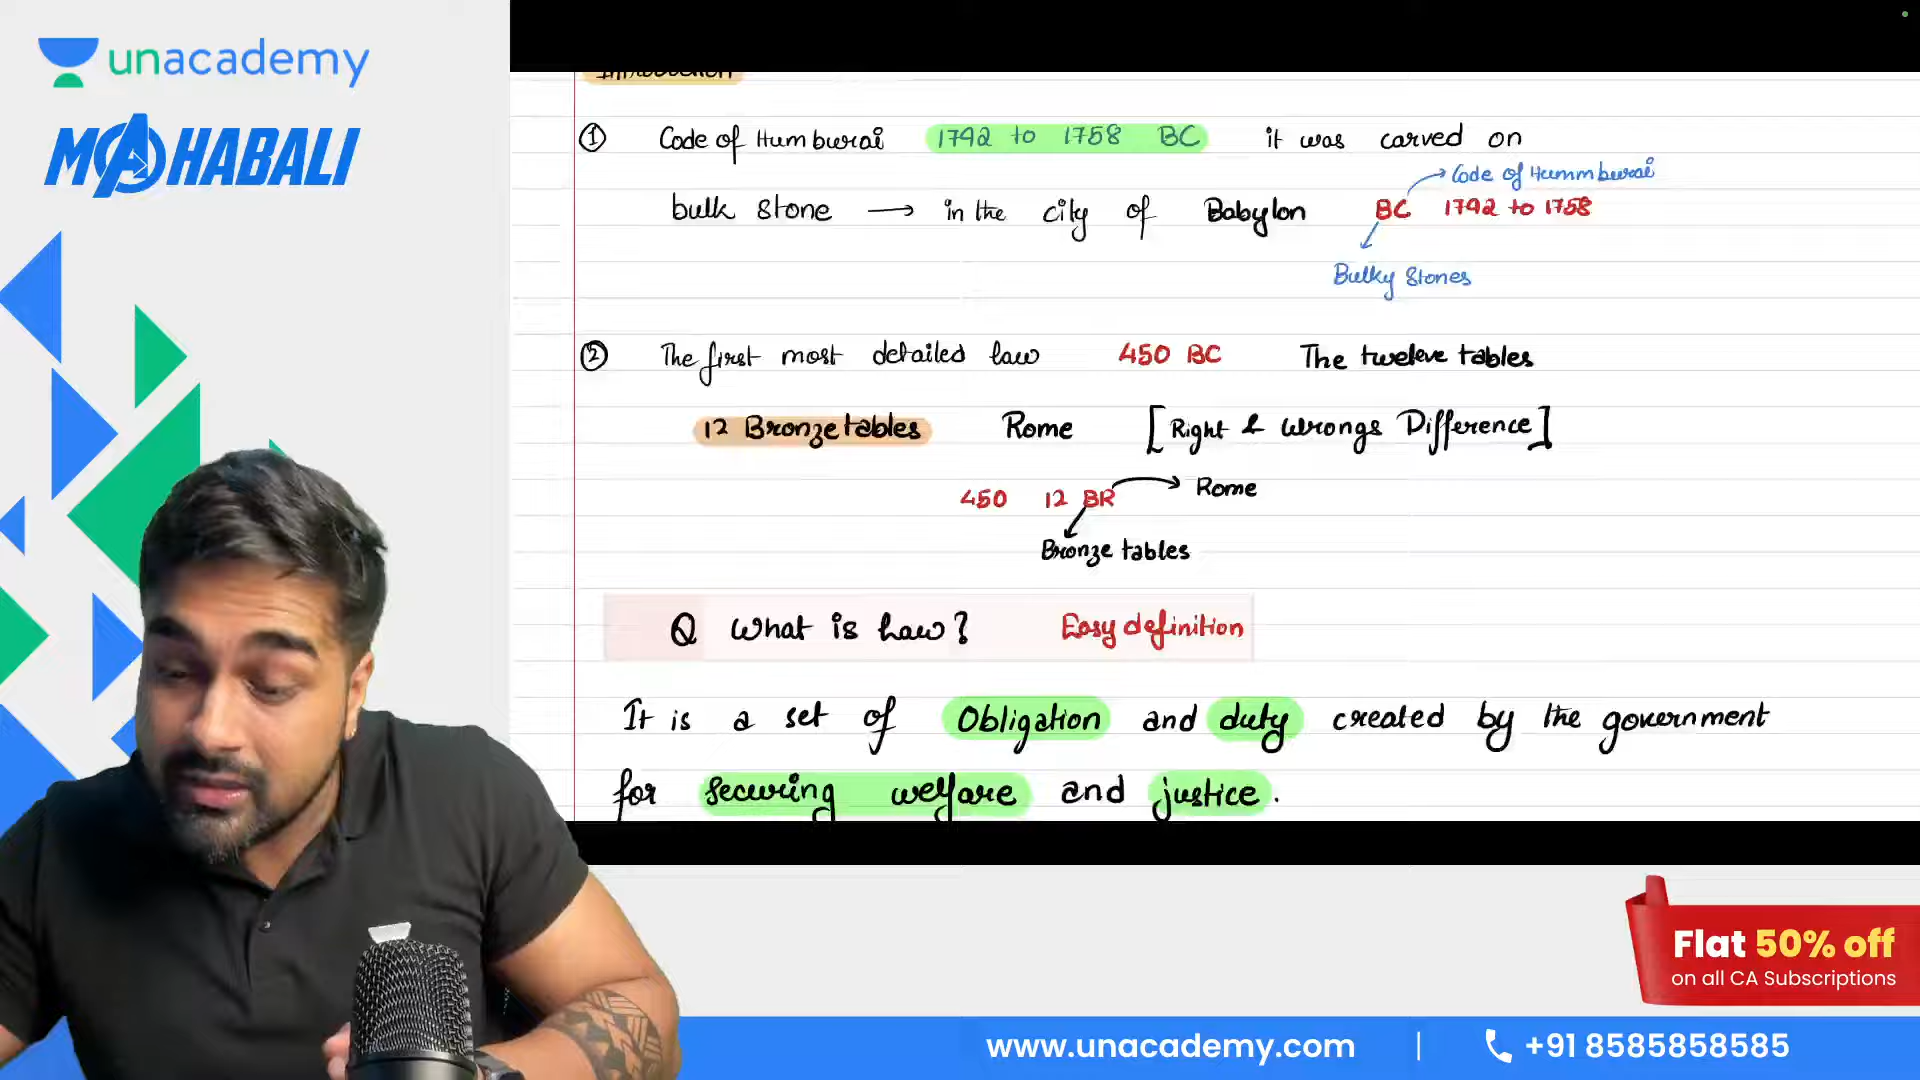 unacademy
MAHABALI
Introduction
① Code of Humburai 1792 to 1758 BC it was carved on
Code of Hummburai
bulk stone → in the city of Babylon BC 1792 to 1758
Bulky Stones
② The first most detailed law 450 BC The twelve tables
12 Bronze tables Rome [Right & Wrongs Difference]
450 12 BR → Rome
Bronze tables
Q What is Law? Easy definition
It is a set of Obligation and duty created by the government
for securing welfare and justice.
Flat 50% off
on all CA Subscriptions
www.unacademy.com | +91 8585858585